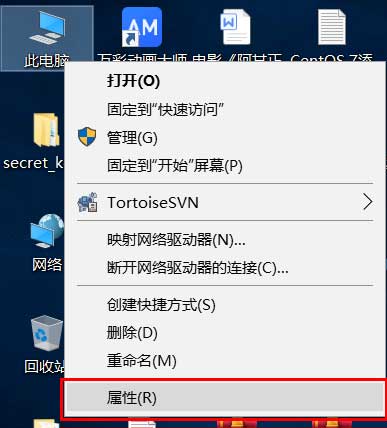 AM
W
此电脑
万彩动画大师
电影《阿甘正
CentOS 7添
打开(O)
固定到"快速访问"
管理(G)
固定到"开始"屏幕(P)
secret_k
TortoiseSVN
映射网络驱动器(N)...
网络
断开网络驱动器的连接(C)...
创建快捷方式(S)
删除(D)
重命名(M)
回收站
属性(R)